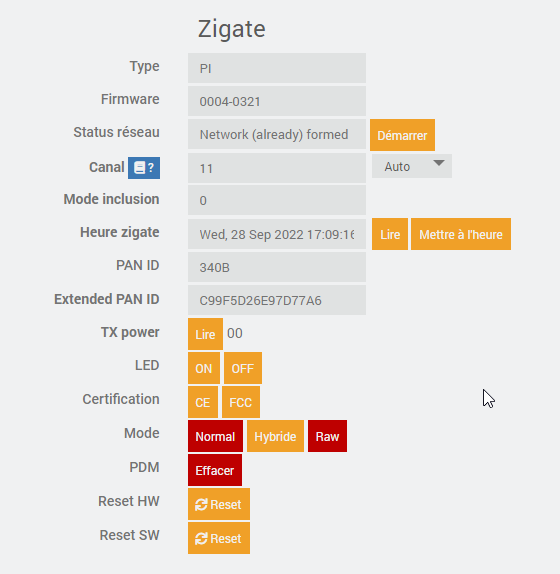 Zigate
Type PI
Firmware 0004-0321
Status réseau Network (already) formed Démarrer
Canal ? 11 Auto
Mode inclusion 0
Heure zigate Wed, 28 Sep 2022 17:09:16 Lire Mettre à l'heure
PAN ID 340B
Extended PAN ID C99F5D26E97D77A6
TX power Lire 00
LED ON OFF
Certification CE FCC
Mode Normal Hybride Raw
PDM Effacer
Reset HW Reset
Reset SW Reset